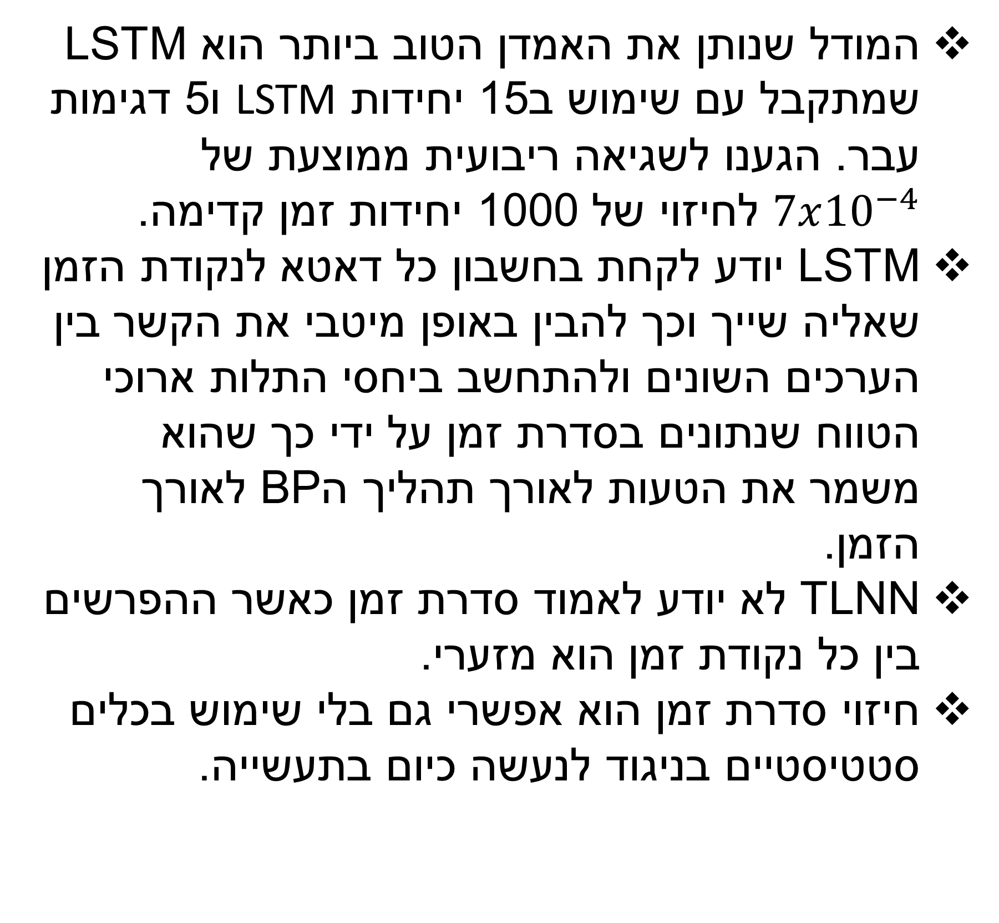 ❖ המודל שנותן את האמדן הטוב ביותר הוא LSTM
שמתקבל עם שימוש ב15 יחידות LSTM ו5 דגימות
עבר. הגענו לשגיאה ריבועית ממוצעת של
$7x10^{-4}$ לחיזוי של 1000 יחידות זמן קדימה.
❖ LSTM יודע לקחת בחשבון כל דאטא לנקודת הזמן
שאליה שייך וכך להבין באופן מיטבי את הקשר בין
הערכים השונים ולהתחשב ביחסי התלות ארוכי
הטווח שנתונים בסדרת זמן על ידי כך שהוא
משמר את הטעות לאורך תהליך הBP לאורך
הזמן.
❖ TLNN לא יודע לאמוד סדרת זמן כאשר ההפרשים
בין כל נקודת זמן הוא מזערי.
❖ חיזוי סדרת זמן הוא אפשרי גם בלי שימוש בכלים
סטטיסטיים בניגוד לנעשה כיום בתעשייה.